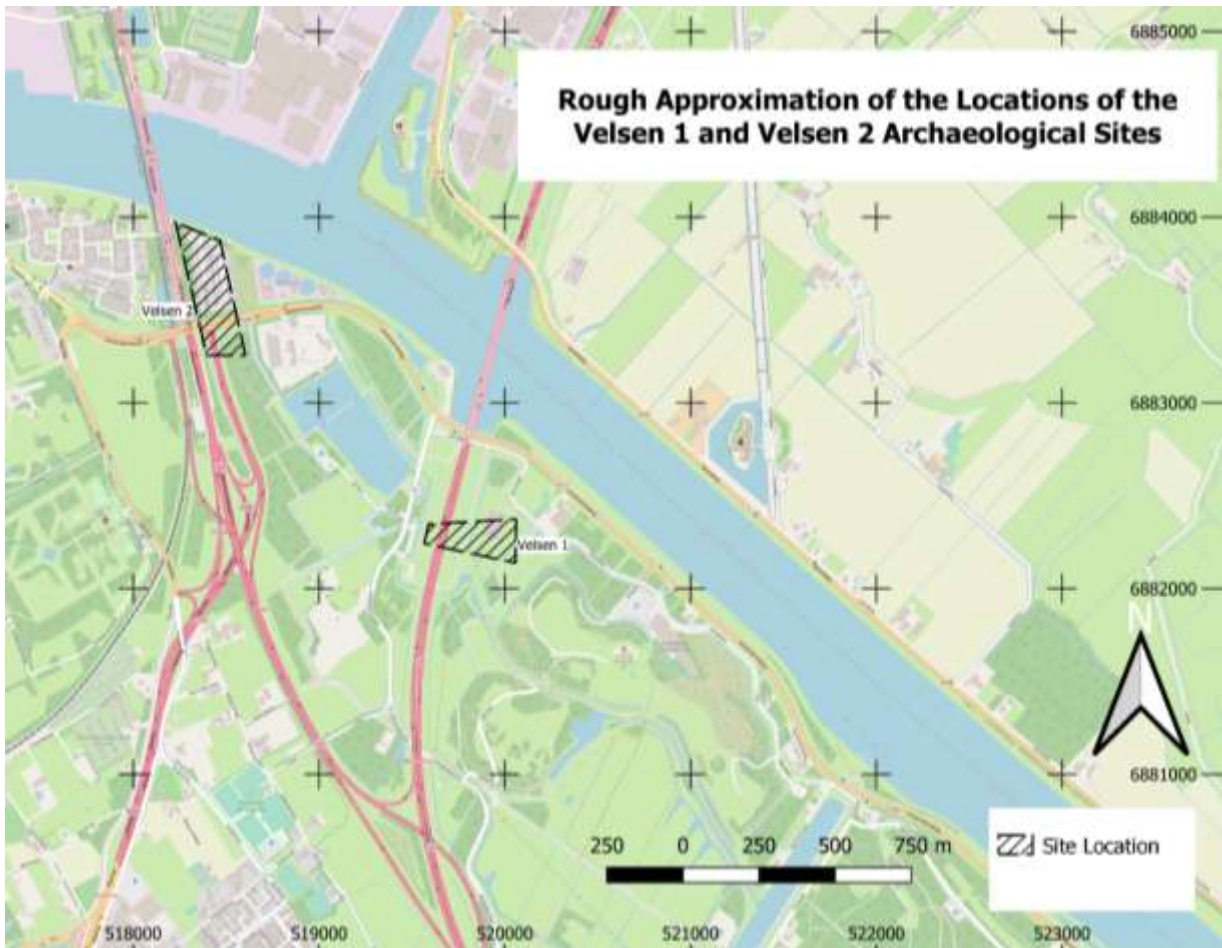 6885000
Rough Approximation of the Locations of the
Velsen 1 and Velsen 2 Archaeological Sites
6884000
Velsen 2
6883000
Velsen 1
6882000
N
6881000
250 0 250 500 750 m
Site Location
518000 519000 520000 521000 522000 523000